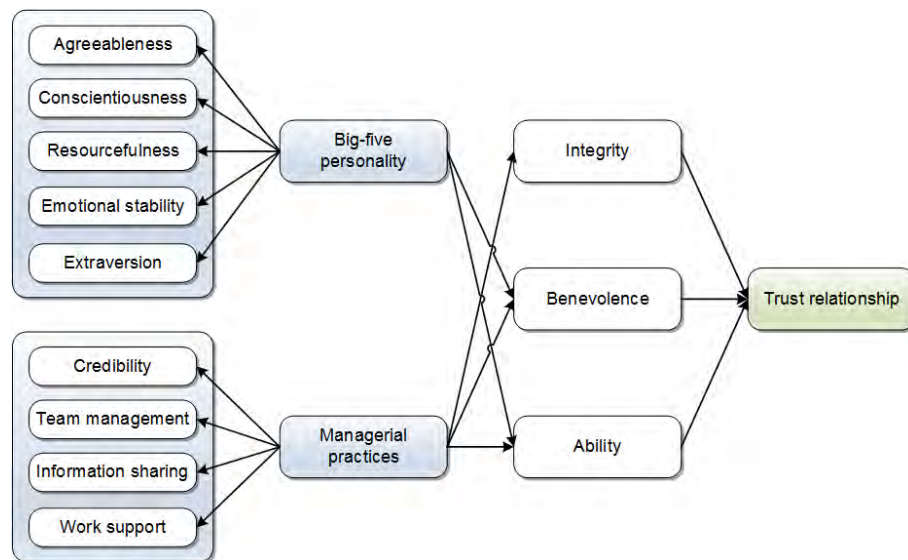 Agreeableness
Conscientiousness
Resourcefulness
Emotional stability
Extraversion
Big-five
personality
Integrity
Benevolence
Trust relationship
Credibility
Team management
Information sharing
Work support
Managerial
practices
Ability